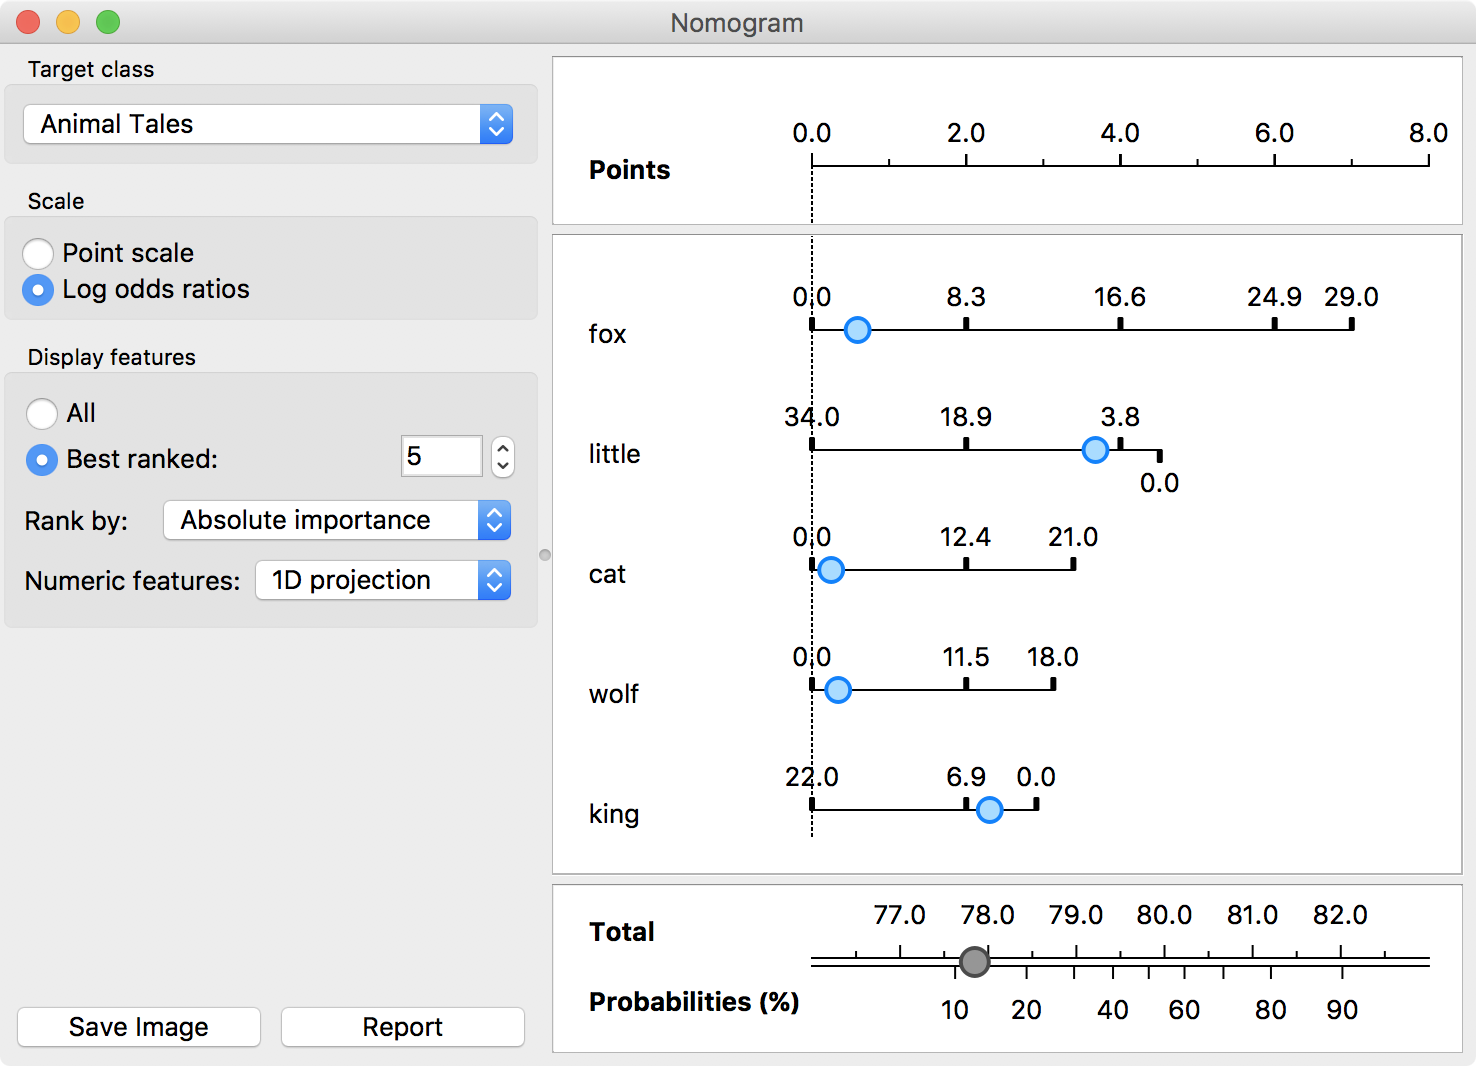 Nomogram
Target class
Animal Tales
Scale
Point scale
Log odds ratios
Display features
All
Best ranked: 5
Rank by: Absolute importance
Numeric features: 1D projection
Save Image Report
0.0 2.0 4.0 6.0 8.0
Points
0.0 8.3 16.6 24.9 29.0
fox
34.0 18.9 3.8
little
0.0
0.0 12.4 21.0
cat
0.0 11.5 18.0
wolf
22.0 6.9 0.0
king
77.0 78.0 79.0 80.0 81.0 82.0
Total
Probabilities (%)
10 20 40 60 80 90